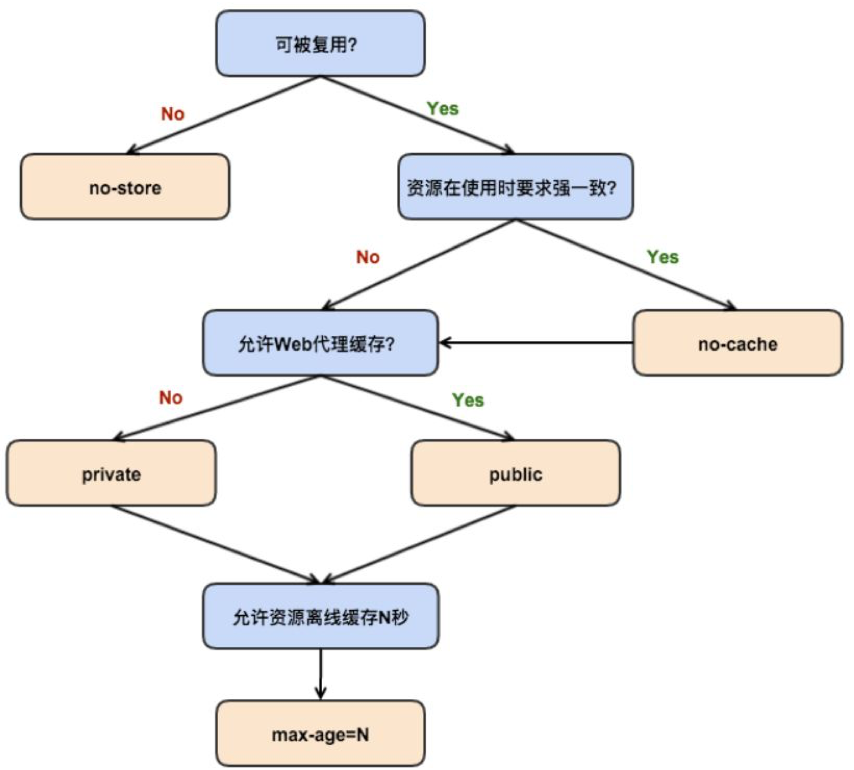 可被复用?
No
Yes
no-store
资源在使用时要求强一致?
No
Yes
允许Web代理缓存?
no-cache
No
Yes
private
public
允许资源离线缓存N秒
max-age=N